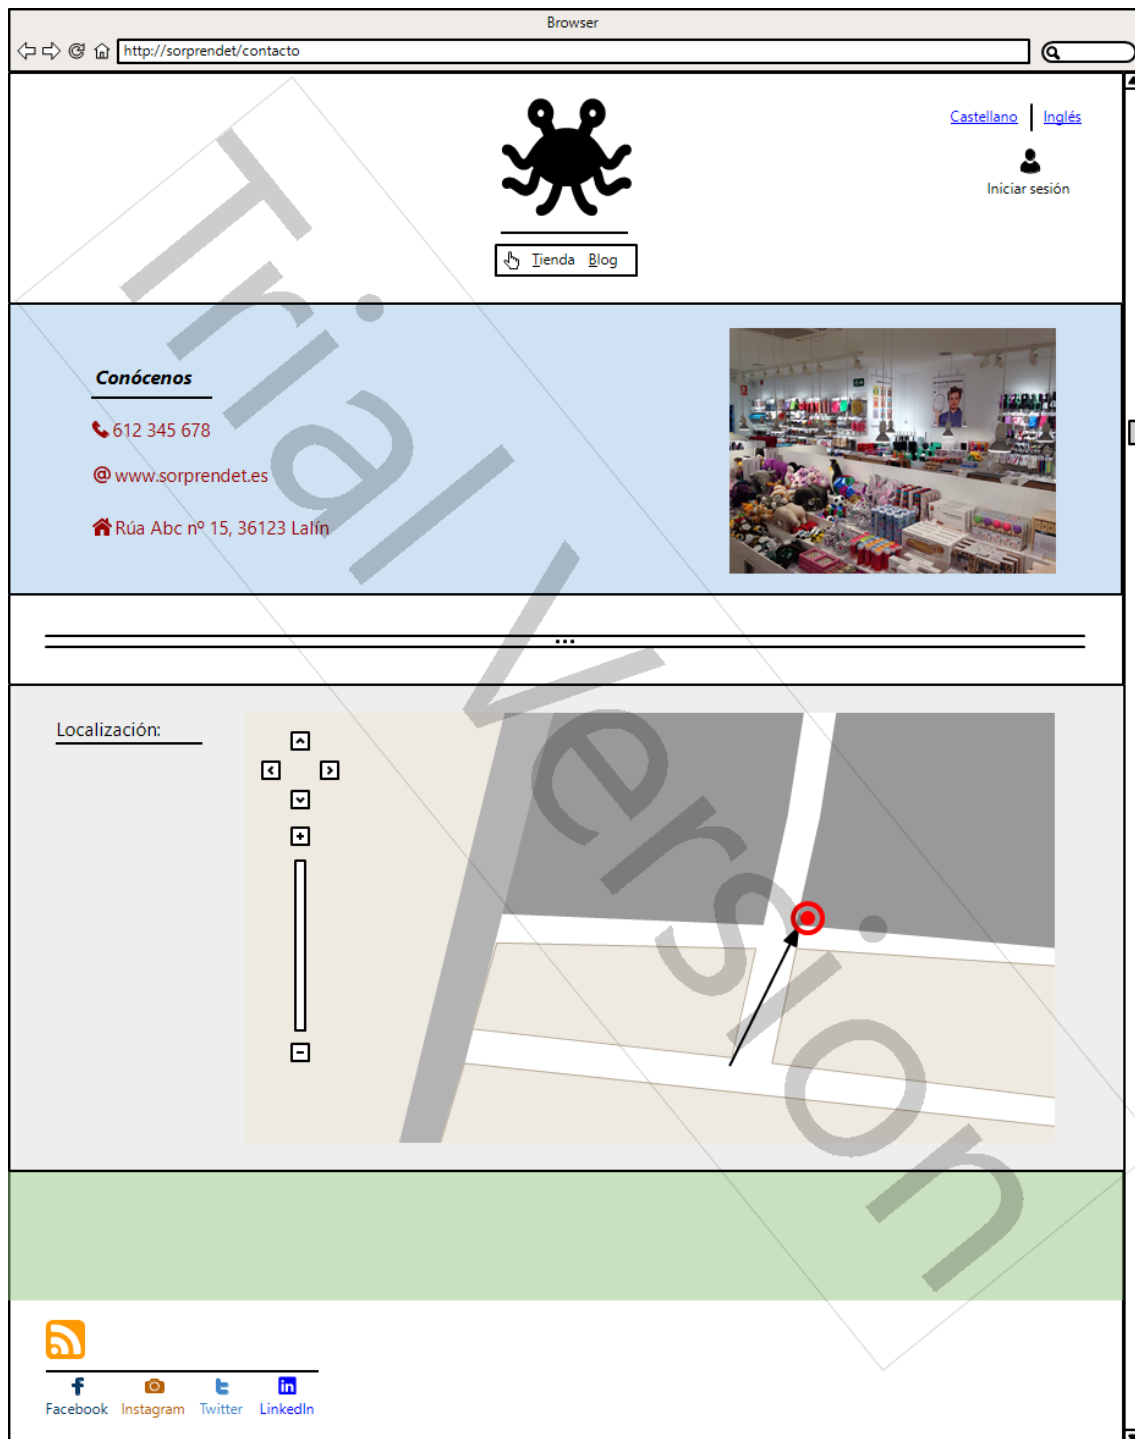 Browser
http://sorprendet/contacto
Castellano Inglés
Iniciar sesión
Tienda Blog
Conócenos
612 345 678
@ www.sorprendet.es
Rúa Abc nº 15, 36123 Lalín
Localización:
Facebook Instagram Twitter LinkedIn
Trial Version